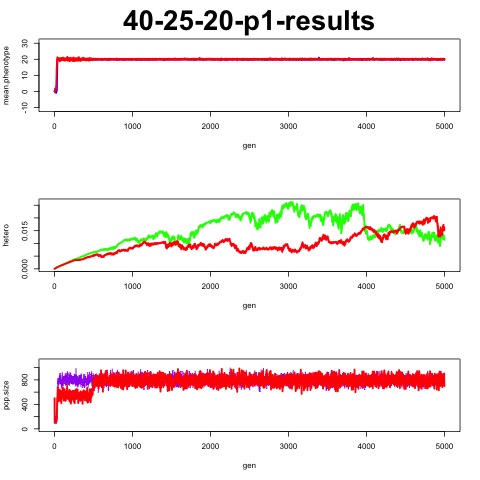 40-25-20-p1-results
mean.phenotype
30
20
10
0
-10
0 1000 2000 3000 4000 5000
gen
hetero
0.015
0.000
0 1000 2000 3000 4000 5000
gen
pop.size
800
400
0
0 1000 2000 3000 4000 5000
gen